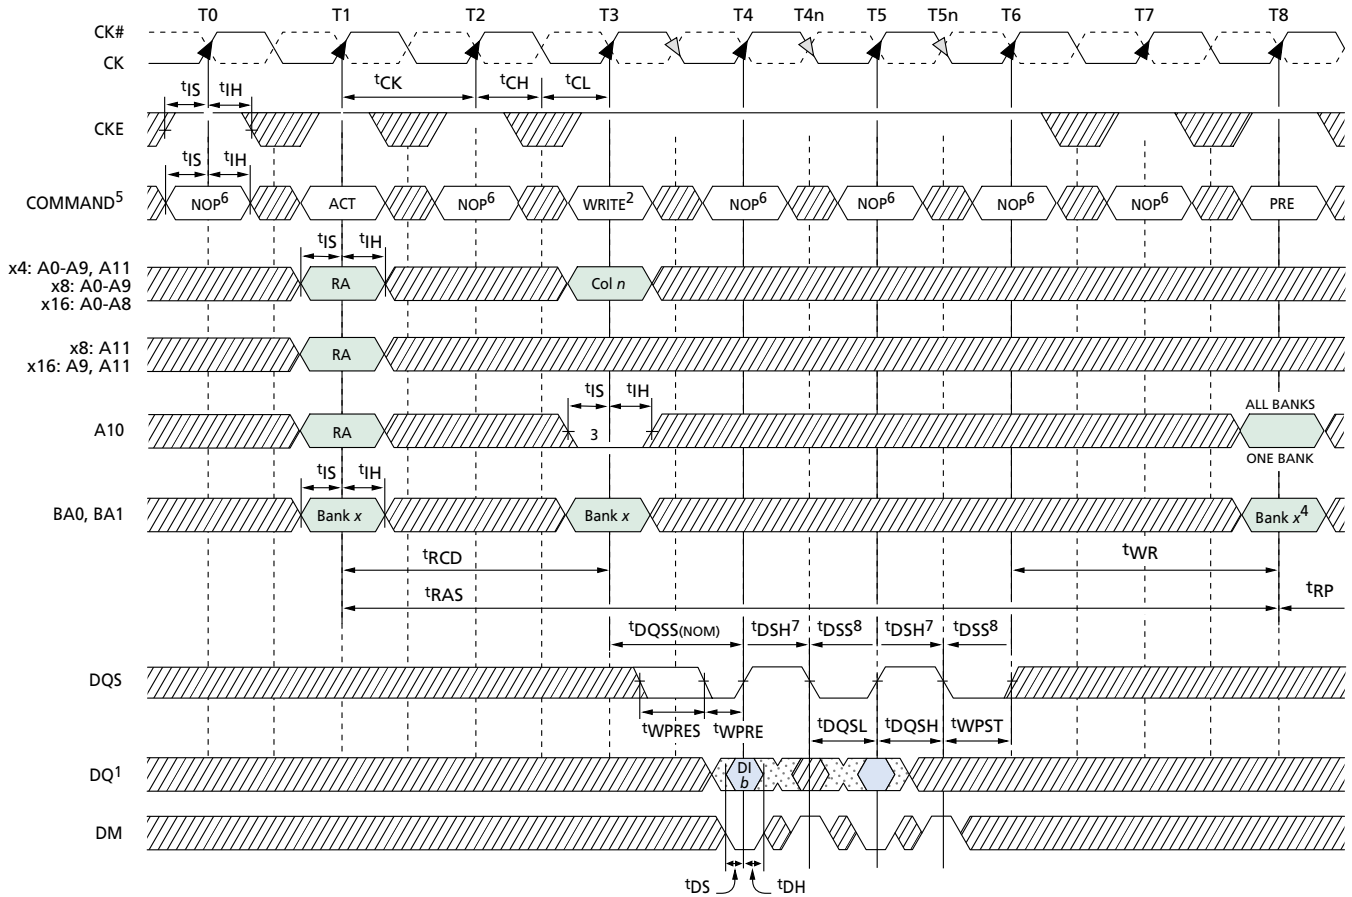 T0 T1 T2 T3 T4 T4n T5 T5n T6 T7 T8
CK#
CK
tIS tIH tCK tCH tCL
CKE
tIS tIH
COMMAND5 NOP6 ACT NOP6 WRITE2 NOP6 NOP6 NOP6 NOP6 PRE
tIS tIH
x4: A0-A9, A11
x8: A0-A9
x16: A0-A8
RA Col n
x8: A11
x16: A9, A11
RA
tIS tIH
ALL BANKS
A10 RA 3
ONE BANK
tIS tIH
BA0, BA1 Bank x Bank x Bank x4
tRCD tWR
tRAS tRP
tDQSS(NOM) tDSH7 tDSS8 tDSH7 tDSS8
DQS
tWPRES tWPRE tDQSL tDQSH tWPST
DQ1 DI
b
DM
tDS tDH